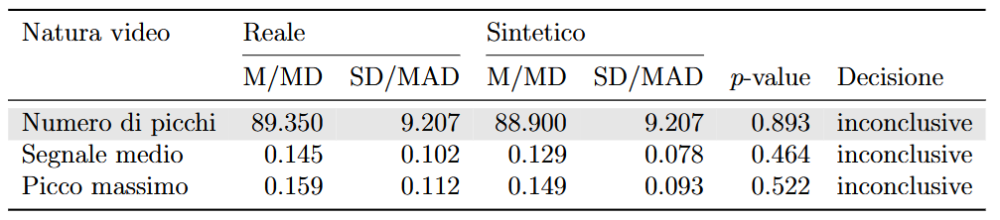 Natura video Reale Sintetico
M/MD SD/MAD M/MD SD/MAD p-value Decisione
Numero di picchi 89.350 9.207 88.900 9.207 0.893 inconclusive
Segnale medio 0.145 0.102 0.129 0.078 0.464 inconclusive
Picco massimo 0.159 0.112 0.149 0.093 0.522 inconclusive